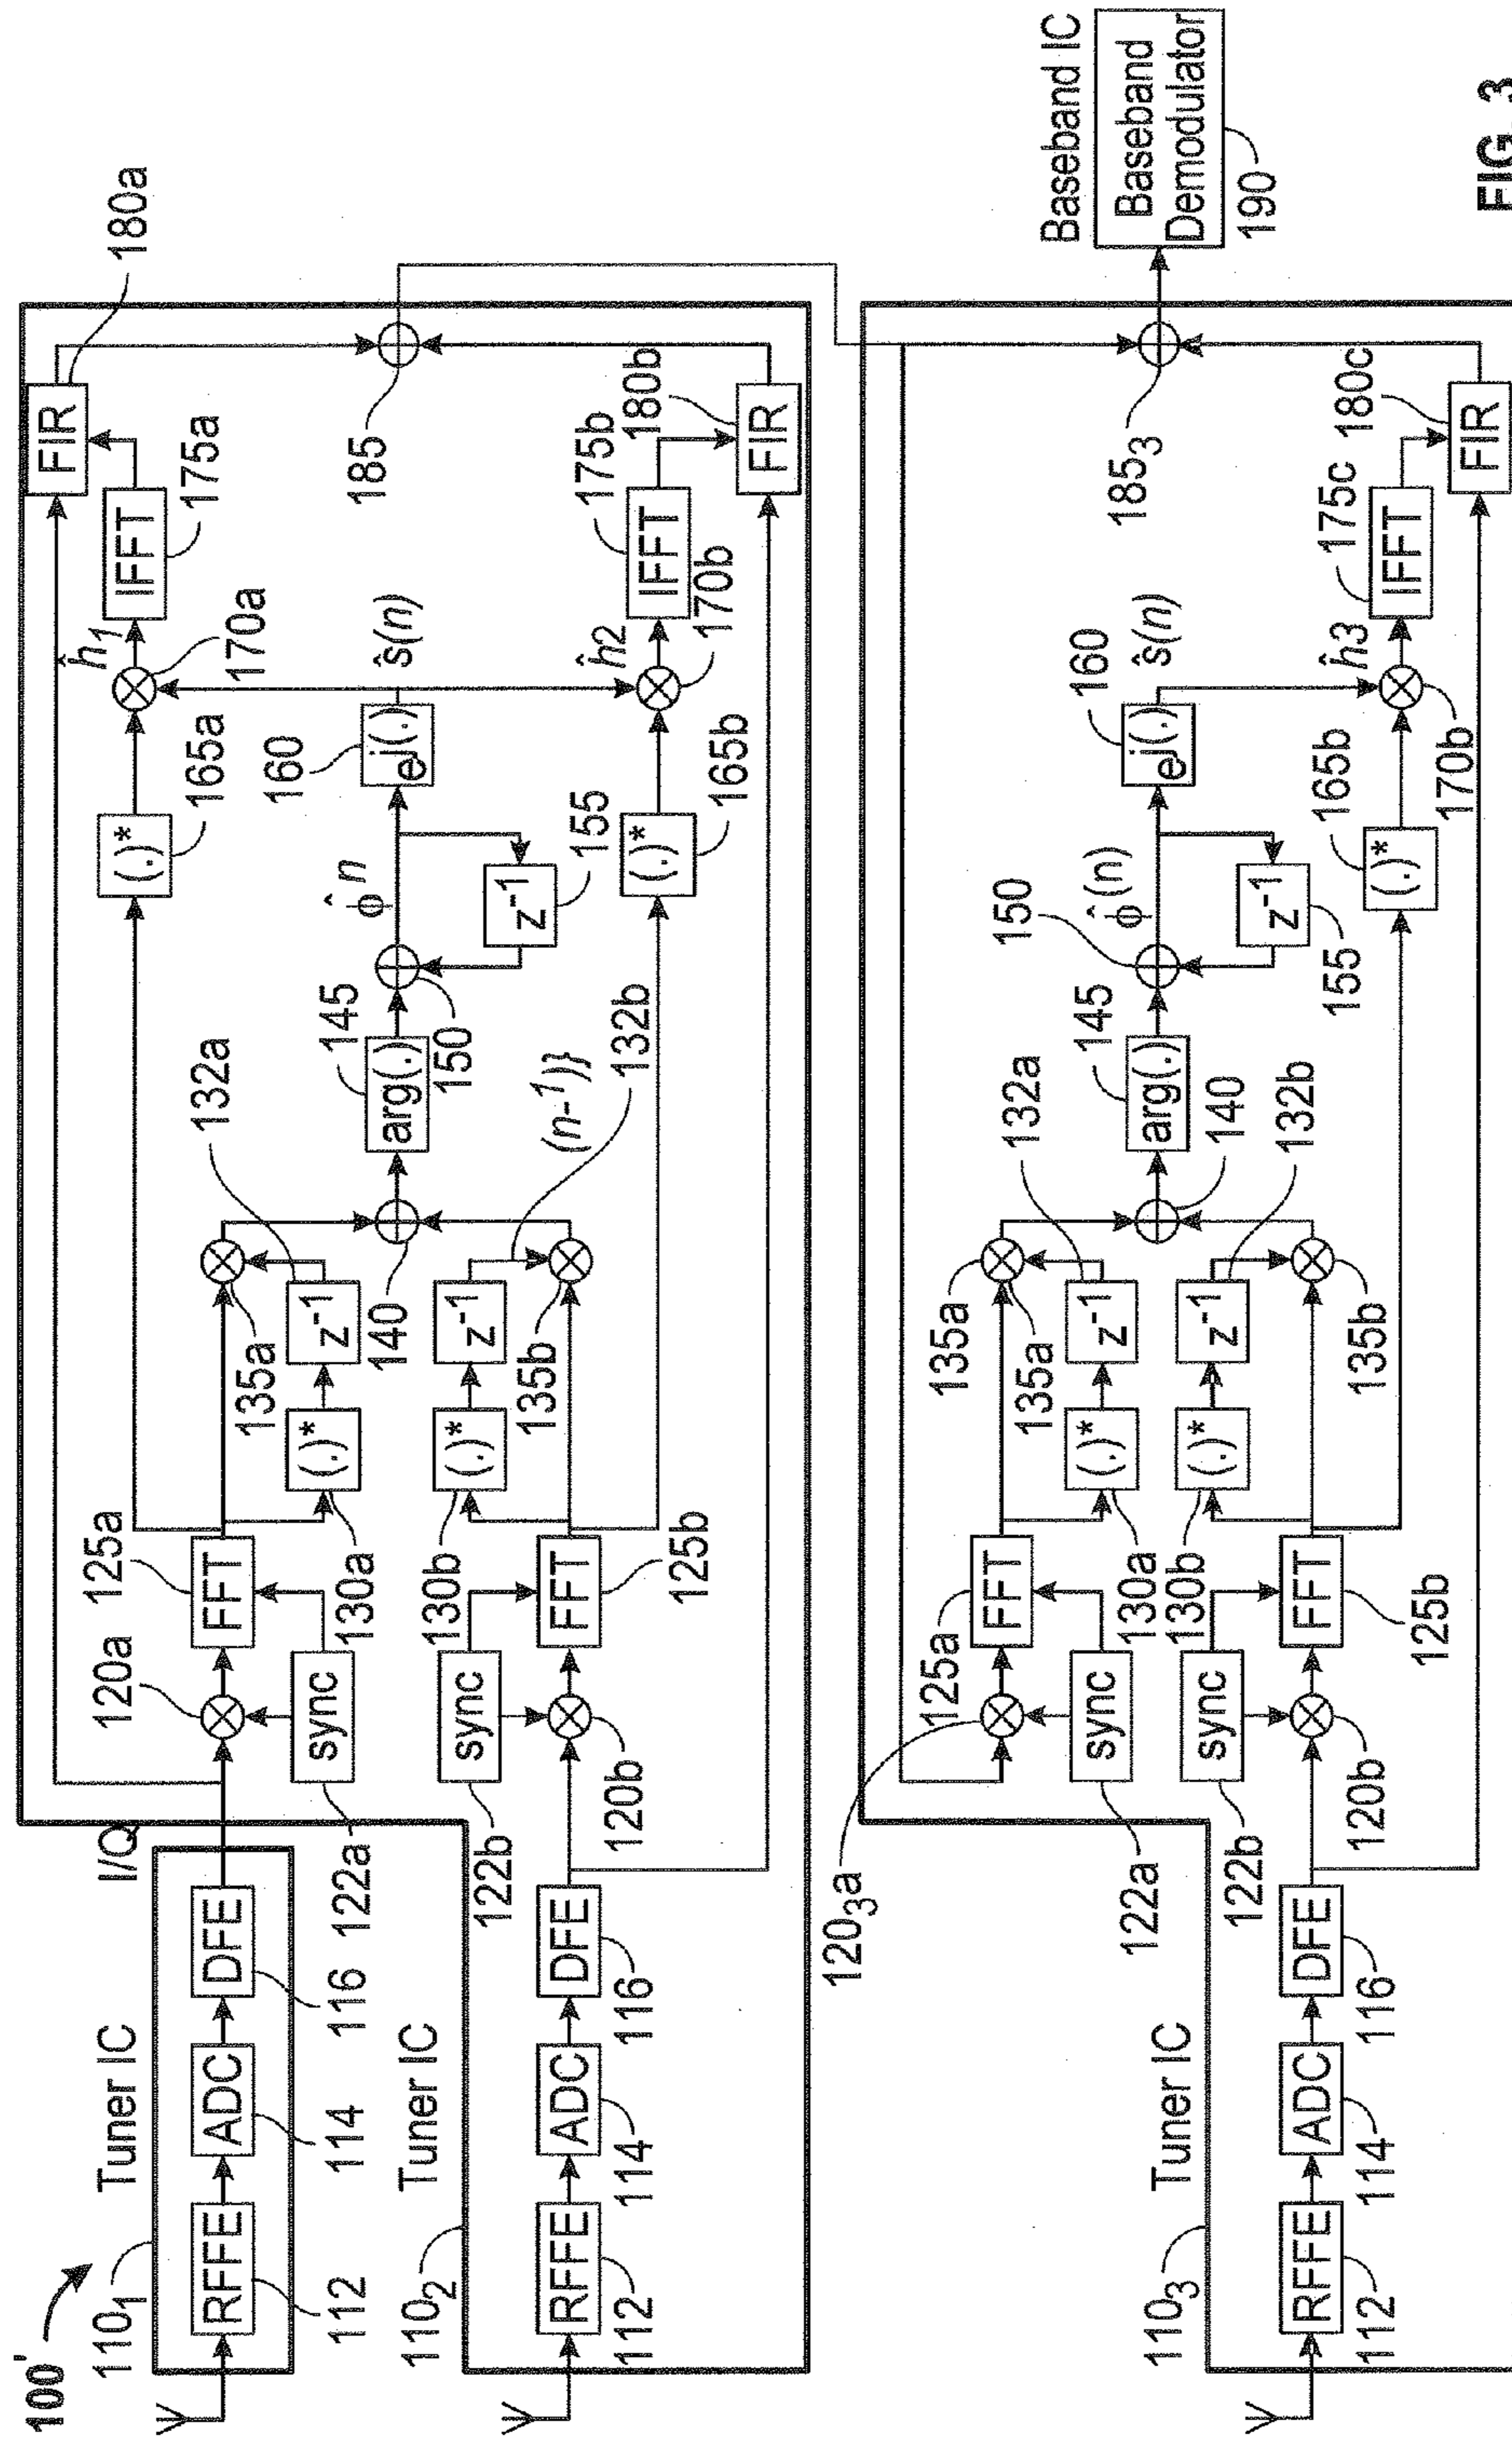 100'
110₁
Tuner IC
RFFE
112
ADC
114
DFE
116
I/Q
120a
sync
122a
FFT
125a
(.)*
130a
z⁻¹
132a
135a
(.)*
165a
ĥ₁
170a
IFFT
175a
FIR
180a
140
arg(.)
145
150
ϕ̂ n
z⁻¹
155
e j(.)
160
ŝ(n)
185
110₂
Tuner IC
RFFE
112
ADC
114
DFE
116
sync
122b
120b
FFT
125b
(.)*
130b
z⁻¹
(n-¹)}
132b
135b
(.)*
165b
ĥ2
170b
IFFT
175b
FIR
180b
120₃a
sync
122a
FFT
125a
(.)*
130a
z⁻¹
132a
135a
135a
140
arg(.)
145
150
ϕ̂(n)
z⁻¹
155
e j(.)
160
ŝ(n)
185₃
Baseband IC
Baseband
Demodulator
190
110₃
Tuner IC
RFFE
112
ADC
114
DFE
116
sync
122b
120b
FFT
125b
(.)*
130b
z⁻¹
132b
135b
(.)*
165b
ĥ3
170b
IFFT
175c
FIR
180c
FIG. 3